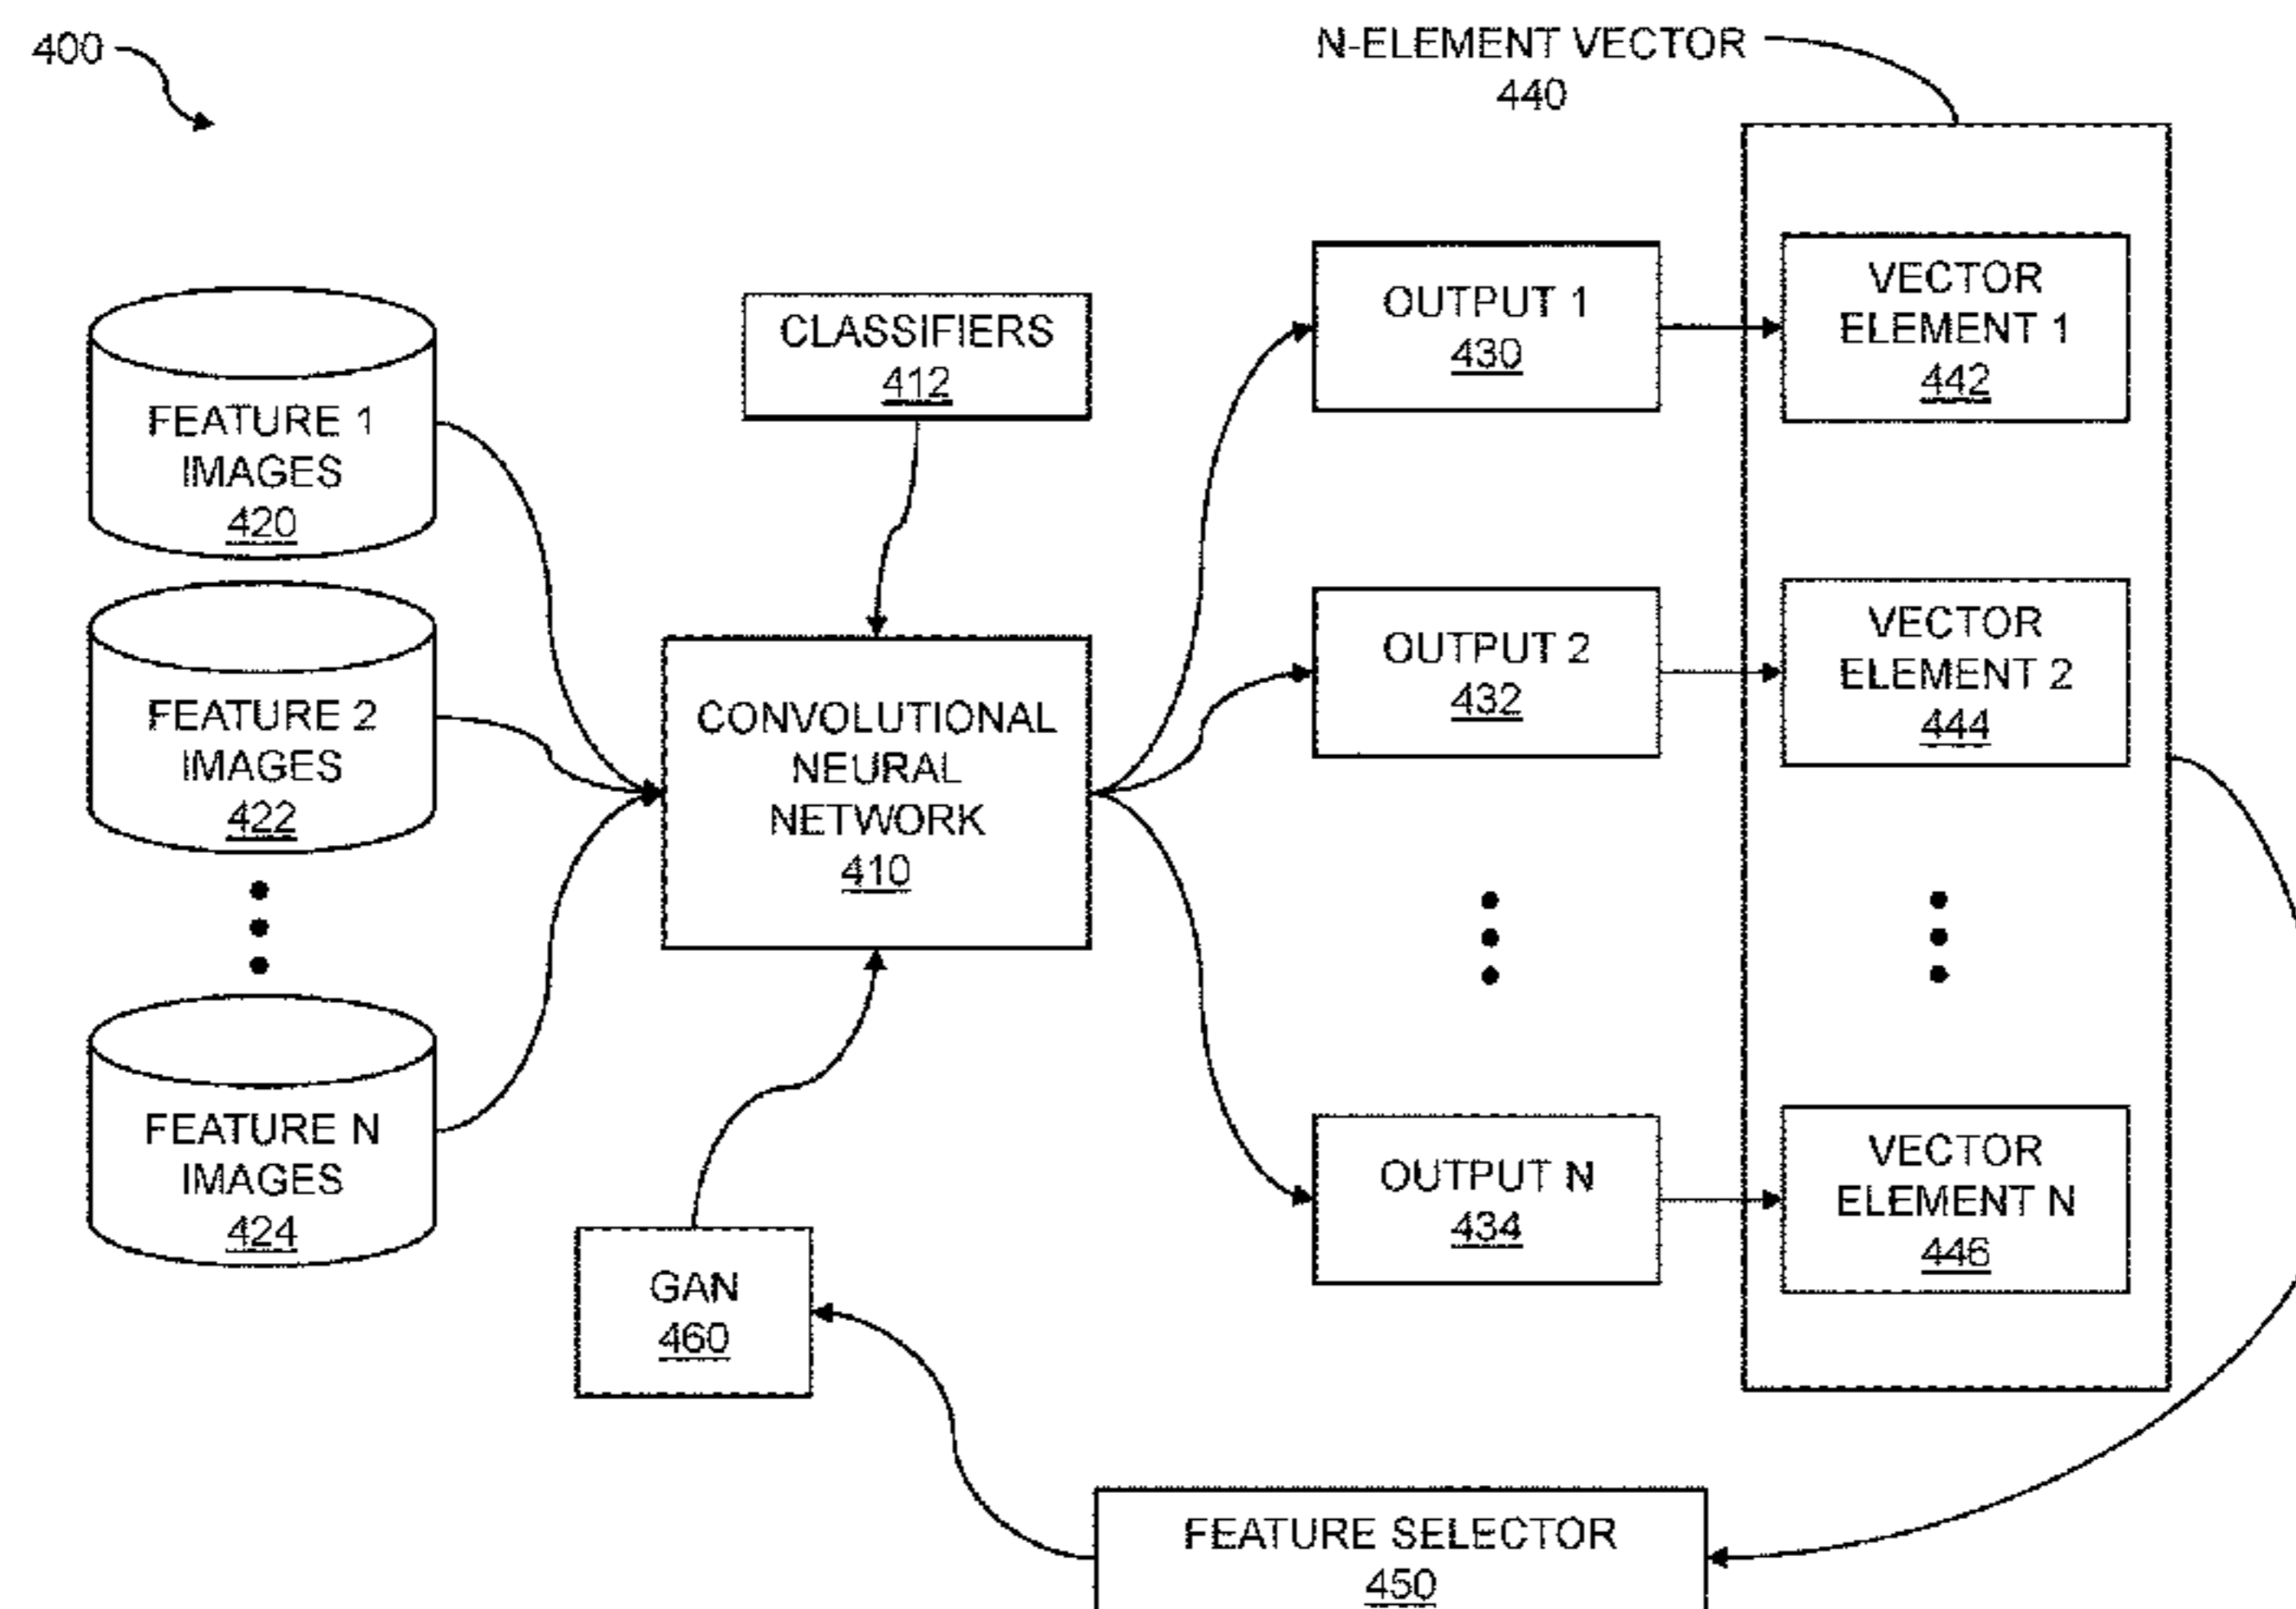 400
N-ELEMENT VECTOR
440
FEATURE 1
IMAGES
420
FEATURE 2
IMAGES
422
FEATURE N
IMAGES
424
CLASSIFIERS
412
CONVOLUTIONAL
NEURAL
NETWORK
410
GAN
460
OUTPUT 1
430
OUTPUT 2
432
OUTPUT N
434
VECTOR
ELEMENT 1
442
VECTOR
ELEMENT 2
444
VECTOR
ELEMENT N
446
FEATURE SELECTOR
450